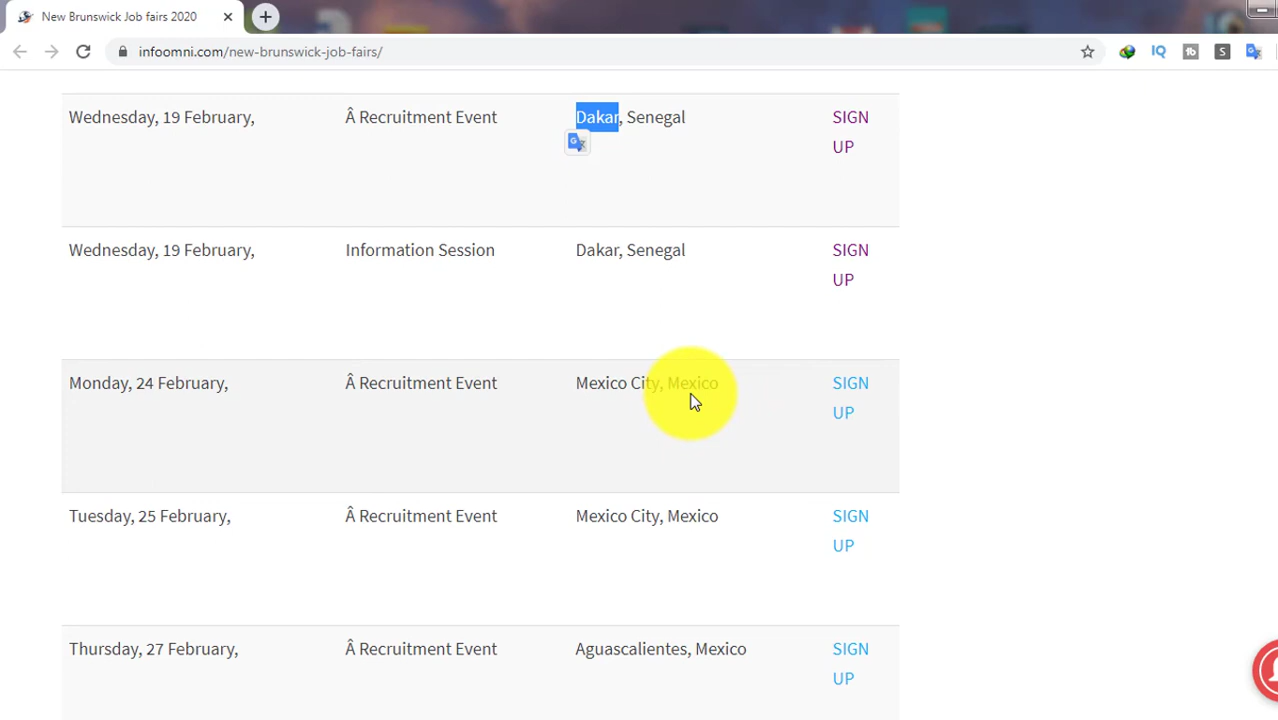 New Brunswick Job fairs 2020
infoomni.com/new-brunswick-job-fairs/
IQ
S
Wednesday, 19 February, Â Recruitment Event Dakar, Senegal SIGN
UP
Wednesday, 19 February, Information Session Dakar, Senegal SIGN
UP
Monday, 24 February, Â Recruitment Event Mexico City, Mexico SIGN
UP
Tuesday, 25 February, Â Recruitment Event Mexico City, Mexico SIGN
UP
Thursday, 27 February, Â Recruitment Event Aguascalientes, Mexico SIGN
UP